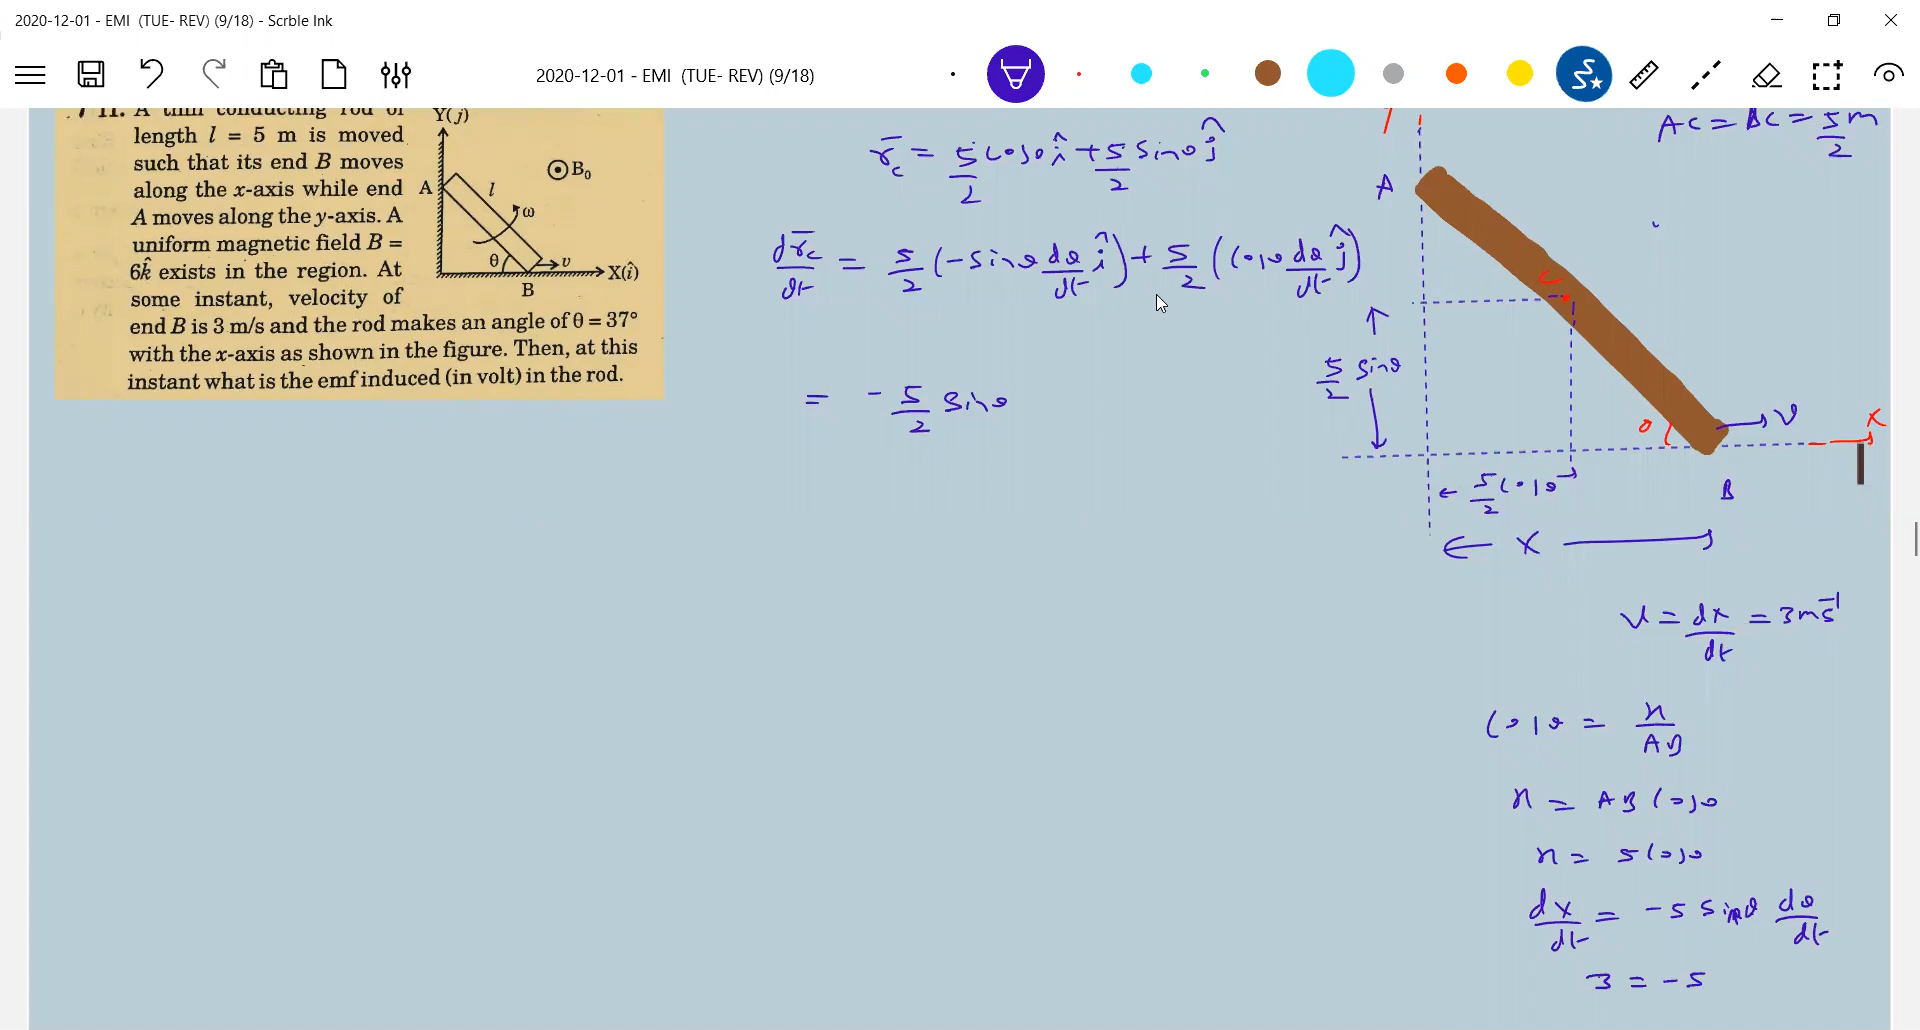 2020-12-01 - EMI (TUE- REV) (9/18) - Scrble Ink
2020-12-01 - EMI (TUE- REV) (9/18)
11. A thin conducting rod of
length l = 5 m is moved
such that its end B moves
along the x-axis while end
A moves along the y-axis. A
uniform magnetic field B =
6k̂ exists in the region. At
some instant, velocity of
end B is 3 m/s and the rod makes an angle of θ = 37°
with the x-axis as shown in the figure. Then, at this
instant what is the emf induced (in volt) in the rod.
Y(ĵ)
B₀
A
l
ω
θ
υ
X(î)
B
r̄c = 5/2 cosθ î + 5/2 sinθ ĵ
dr̄c/dt = 5/2 (-sinθ dθ/dt î) + 5/2 (cosθ dθ/dt ĵ)
= -5/2 sinθ
AC = BC = 5/2 m
A
C
5/2 sinθ
θ
V
X
5/2 cosθ
B
X
V = dx/dt = 3 ms⁻¹
cosθ = x/AB
x = AB cosθ
x = 5 cosθ
dx/dt = -5 sinθ dθ/dt
3 = -5